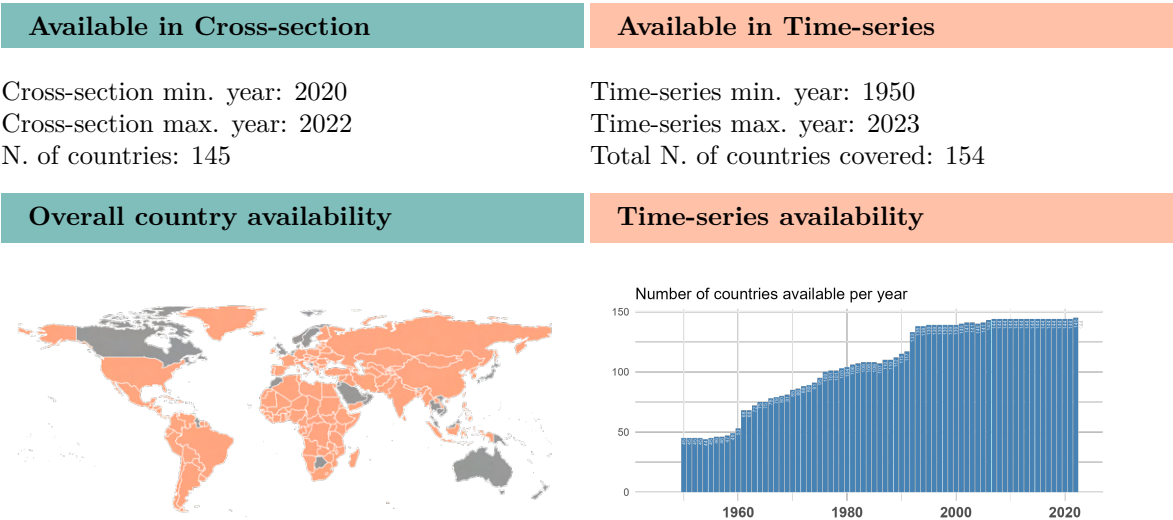 Available in Cross-section
Available in Time-series
Cross-section min. year: 2020
Cross-section max. year: 2022
N. of countries: 145
Time-series min. year: 1950
Time-series max. year: 2023
Total N. of countries covered: 154
Overall country availability
Time-series availability
Number of countries available per year
150
100
50
0
1960
1980
2000
2020